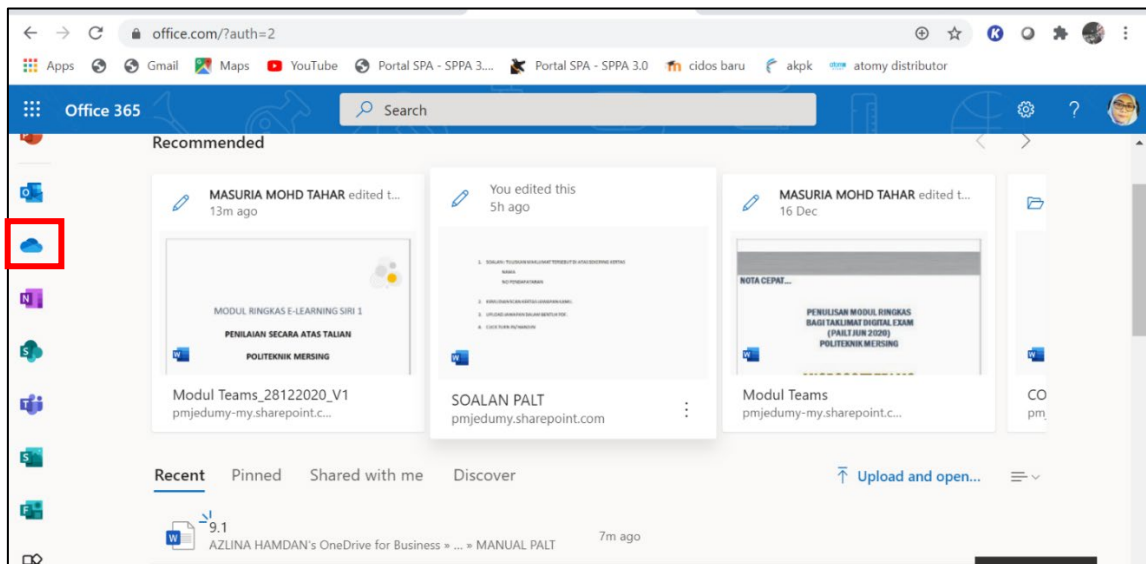 office.com/?auth=2
Apps Gmail Maps YouTube Portal SPA - SPPA 3.... Portal SPA - SPPA 3.0 cidos baru akpk atomy distributor
Office 365 Search
Recommended
MASURIA MOHD TAHAR edited t...
13m ago
MODUL RINGKAS E-LEARNING SIRI 1
PENILAIAN SECARA ATAS TALIAN
POLITEKNIK MERSING
Modul Teams_28122020_V1
pmjedumy-my.sharepoint.c...
You edited this
5h ago
NAMA
SOALAN PALT
pmjedumy.sharepoint.com
MASURIA MOHD TAHAR edited t...
16 Dec
NOTA CEPAT...
PENULISAN MODUL RINGKAS
BAGI TAKLIMAT DIGITAL EXAM
(PAILT JUN 2020)
POLITEKNIK MERSING
Modul Teams
pmjedumy-my.sharepoint.c...
CO
pm
Recent Pinned Shared with me Discover Upload and open...
9.1
AZLINA HAMDAN's OneDrive for Business » ... » MANUAL PALT
7m ago